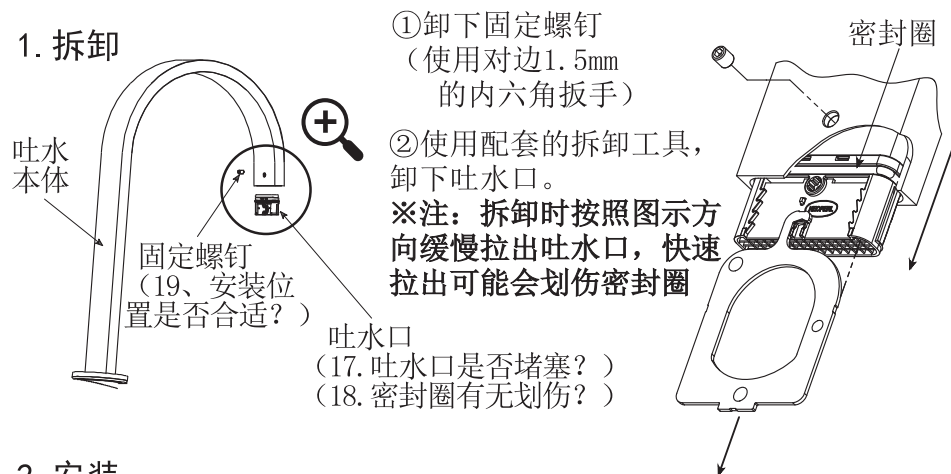 1.拆卸
①卸下固定螺钉
（使用对边1.5mm
的内六角扳手）
②使用配套的拆卸工具，
卸下吐水口。
※注：拆卸时按照图示方
向缓慢拉出吐水口，快速
拉出可能会划伤密封圈
密封圈
吐水
本体
固定螺钉
（19、安装位
置是否合适？）
吐水口
（17.吐水口是否堵塞？）
（18.密封圈有无划伤？）
2.安装